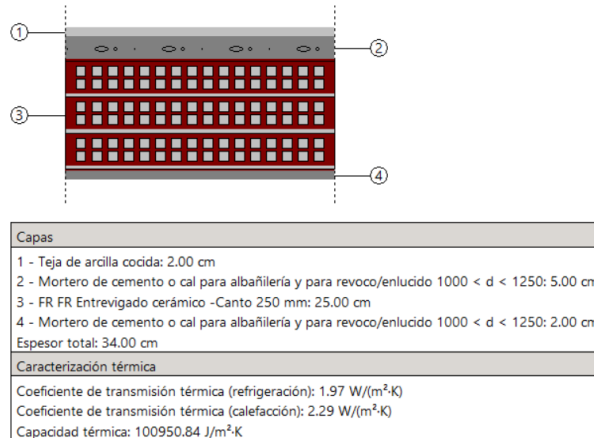 1
2
3
4
Capas
1 - Teja de arcilla cocida: 2.00 cm
2 - Mortero de cemento o cal para albañilería y para revoco/enlucido 1000 < d < 1250: 5.00 cm
3 - FR FR Entrevigado cerámico -Canto 250 mm: 25.00 cm
4 - Mortero de cemento o cal para albañilería y para revoco/enlucido 1000 < d < 1250: 2.00 cm
Espesor total: 34.00 cm
Caracterización térmica
Coeficiente de transmisión térmica (refrigeración): 1.97 W/(m²·K)
Coeficiente de transmisión térmica (calefacción): 2.29 W/(m²·K)
Capacidad térmica: 100950.84 J/m²·K